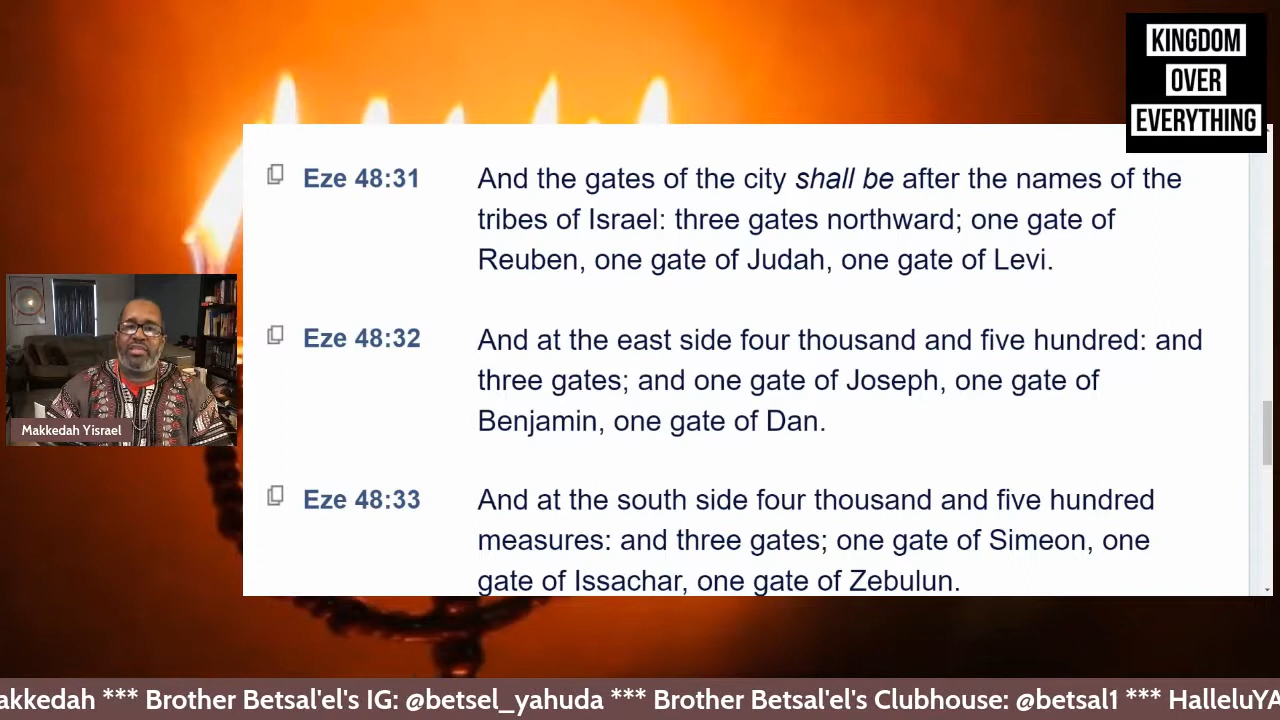 KINGDOM
OVER
EVERYTHING
Eze 48:31 And the gates of the city shall be after the names of the
tribes of Israel: three gates northward; one gate of
Reuben, one gate of Judah, one gate of Levi.
Eze 48:32 And at the east side four thousand and five hundred: and
three gates; and one gate of Joseph, one gate of
Benjamin, one gate of Dan.
Eze 48:33 And at the south side four thousand and five hundred
measures: and three gates; one gate of Simeon, one
gate of Issachar, one gate of Zebulun.
Makkedah Yisrael
akkedah *** Brother Betsal'el's IG: @betsel_yahuda *** Brother Betsal'el's Clubhouse: @betsal1 *** HalleluYA